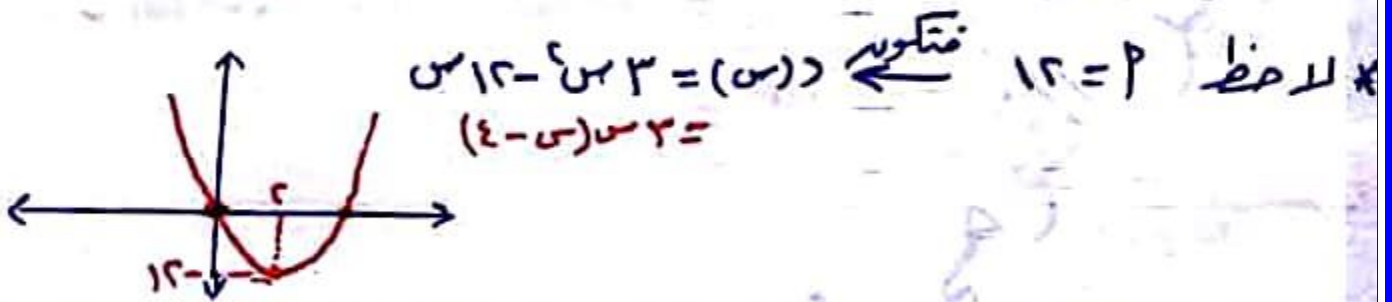 * لاحظ م = ١٢ فتكون ← د(س) = ٣س٢ - ١٢س
= ٣س(س - ٤)
٢
-١٢